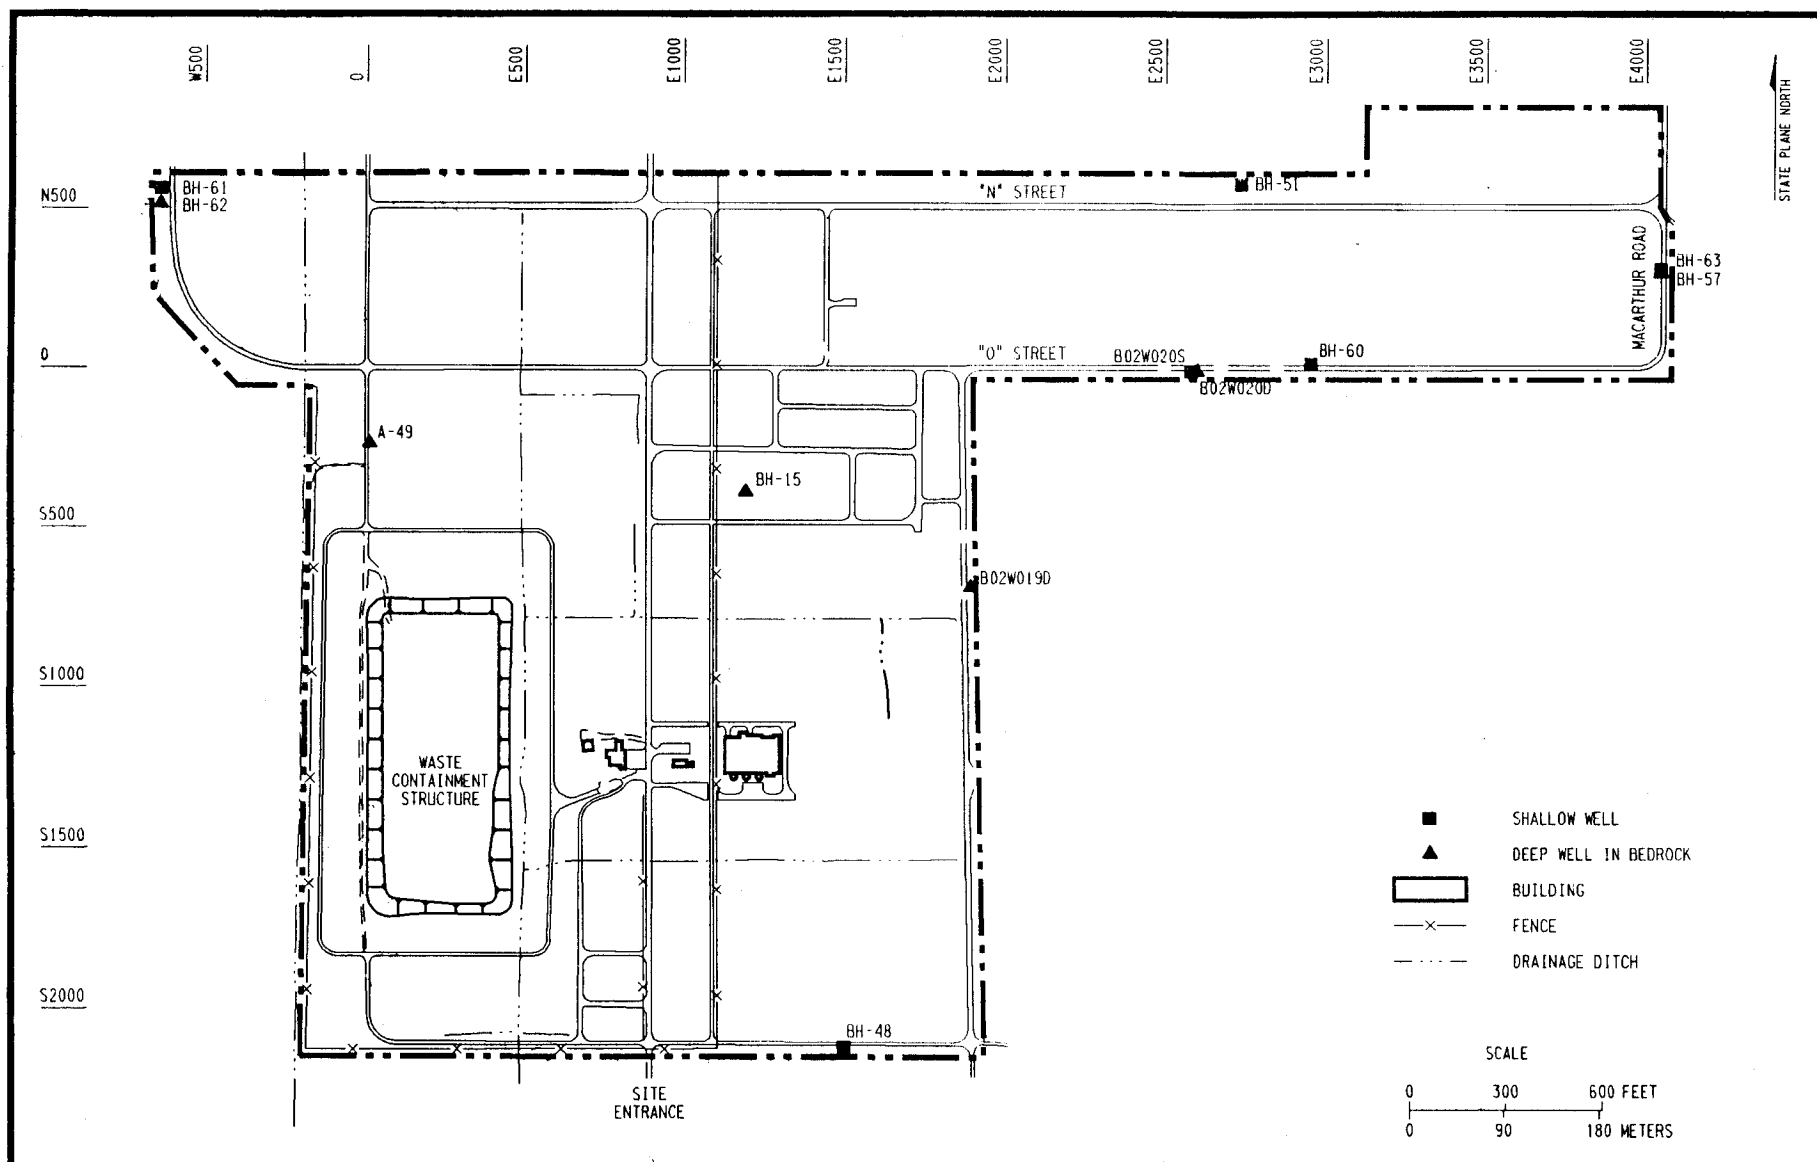 W500
0
E500
E1000
E1500
E2000
E2500
E3000
E3500
E4000
STATE PLANE NORTH
N500
BH-61
BH-62
"N" STREET
BH-51
MACARTHUR ROAD
BH-63
BH-57
0
"O" STREET
B02W020S
BH-60
B02W020D
A-49
BH-15
S500
B02W019D
S1000
WASTE
CONTAINMENT
STRUCTURE
S1500
SHALLOW WELL
DEEP WELL IN BEDROCK
BUILDING
FENCE
DRAINAGE DITCH
S2000
BH-48
SITE
ENTRANCE
SCALE
0 300 600 FEET
0 90 180 METERS